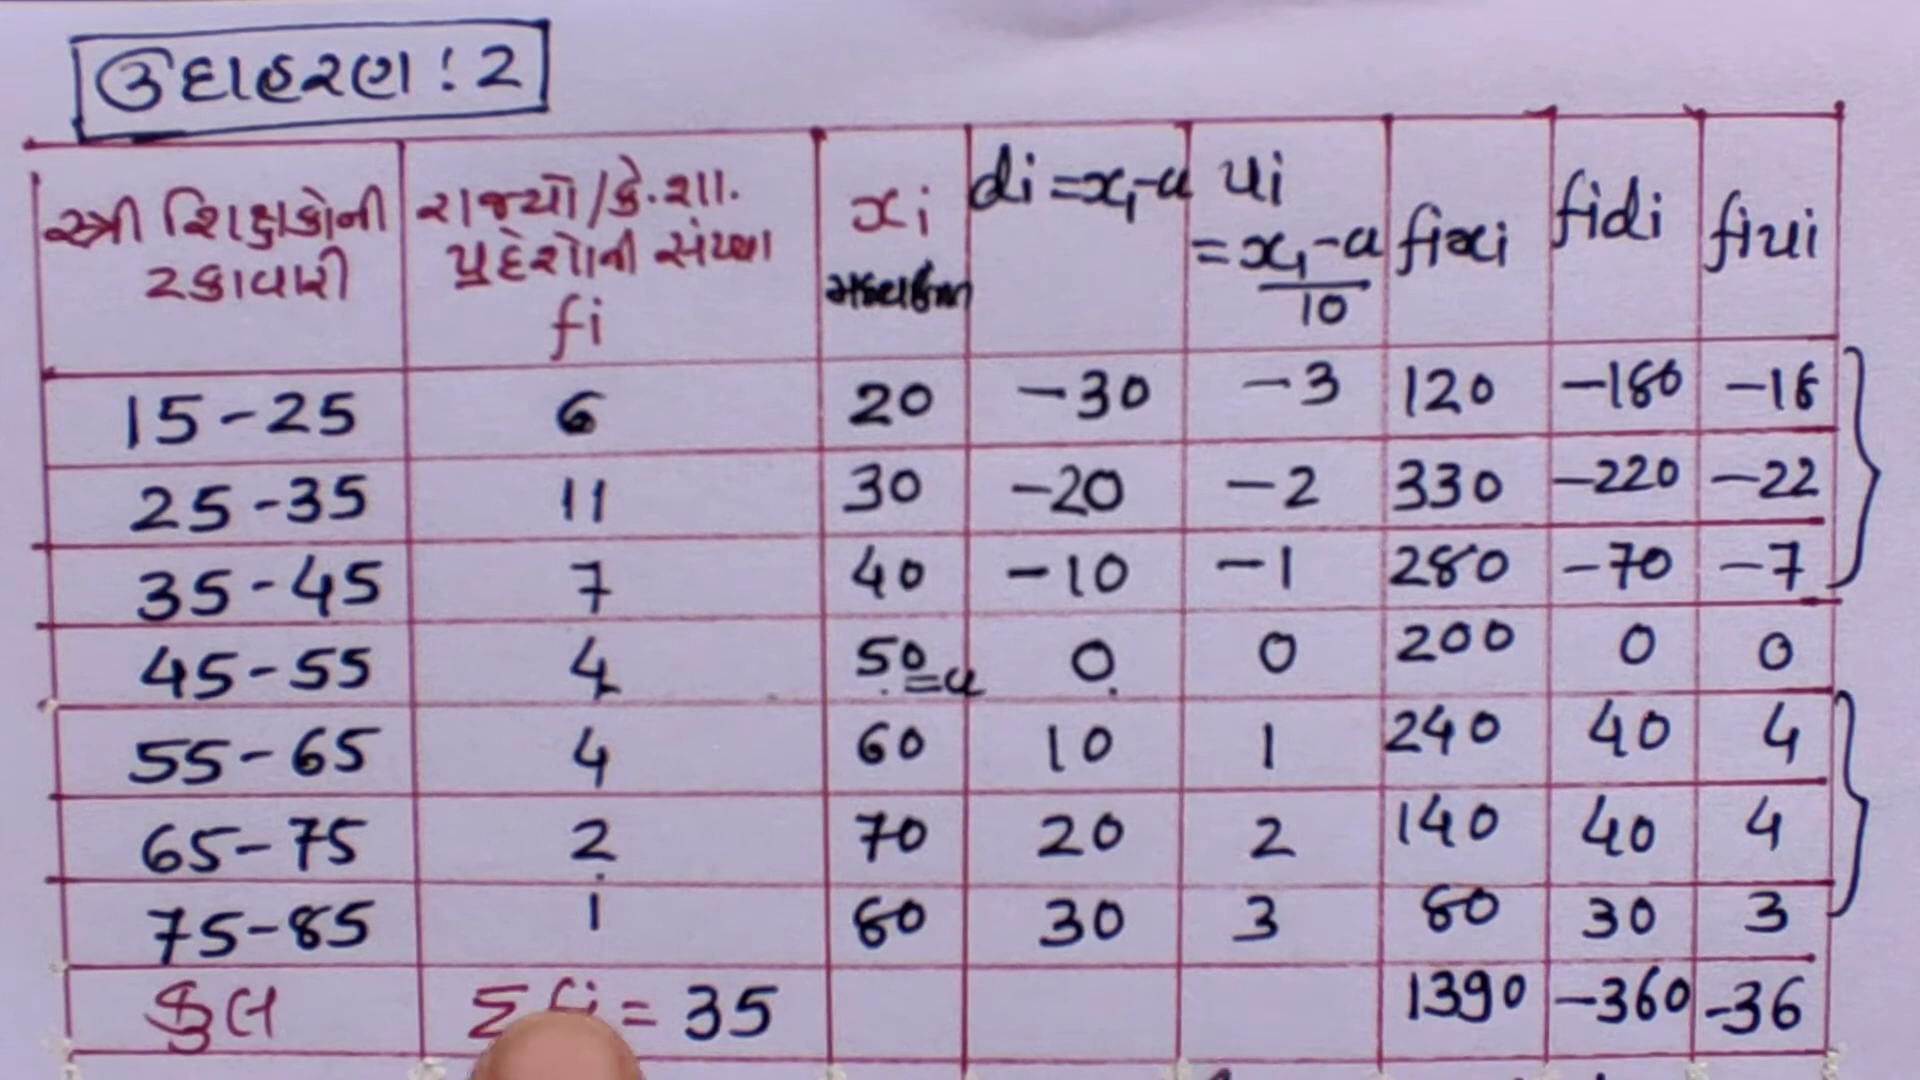 ઉદાહરણ : 2
સ્ત્રી શિક્ષકોની ટકાવારી | રાજ્યો/કે.શા. પ્રદેશોની સંખ્યા fi | xi મધ્યકિંમત | di = xi - a | ui = xi - a / 10 | fixi | fidi | fiui
15 - 25 | 6 | 20 | -30 | -3 | 120 | -180 | -18
25 - 35 | 11 | 30 | -20 | -2 | 330 | -220 | -22
35 - 45 | 7 | 40 | -10 | -1 | 280 | -70 | -7
45 - 55 | 4 | 50 = a | 0 | 0 | 200 | 0 | 0
55 - 65 | 4 | 60 | 10 | 1 | 240 | 40 | 4
65 - 75 | 2 | 70 | 20 | 2 | 140 | 40 | 4
75 - 85 | 1 | 80 | 30 | 3 | 80 | 30 | 3
કુલ | Σfi = 35 | 1390 | -360 | -36